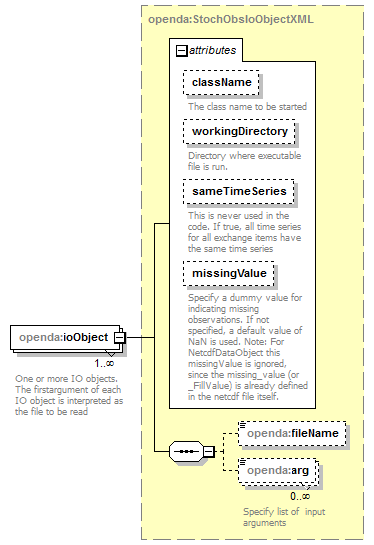 openda:StochObsIoObjectXML
attributes
className
The class name to be started
workingDirectory
Directory where executable
file is run.
sameTimeSeries
This is never used in the
code. If true, all time series
for all exchange items have
the same time series
missingValue
Specify a dummy value for
indicating missing
observations. If not
specified, a default value of
NaN is used. Note: For
NetcdfDataObject this
missingValue is ignored,
since the missing_value (or
_FillValue) is already defined
in the netcdf file itself.
openda:ioObject
1..∞
One or more IO objects.
The firstargument of each
IO object is interpreted as
the file to be read
openda:fileName
openda:arg
0..∞
Specify list of input
arguments